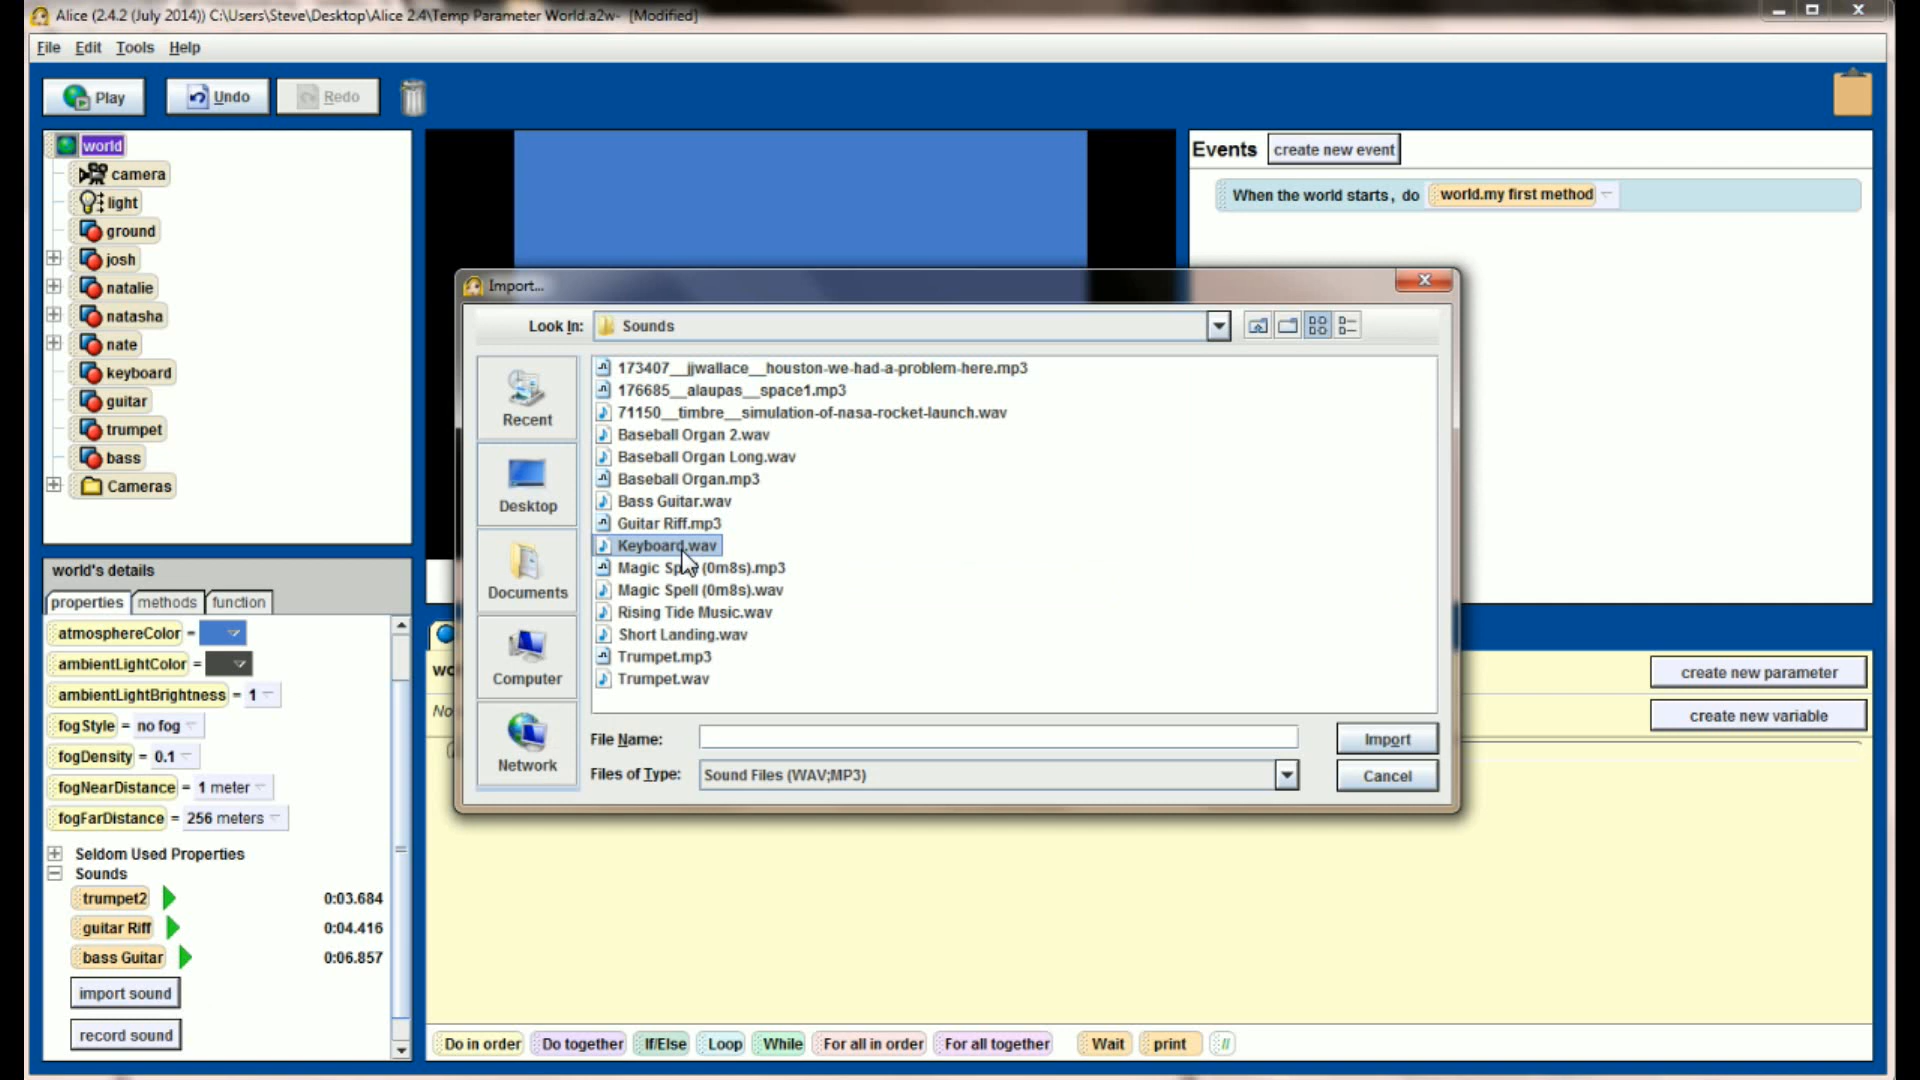 Alice (2.4.2 (July 2014)) C:\Users\Steve\Desktop\Alice 2.4\Temp Parameter World.a2w- [Modified]
File Edit Tools Help
Play Undo Redo
world
camera
light
ground
josh
natalie
natasha
nate
keyboard
guitar
trumpet
bass
Cameras
Events create new event
When the world starts, do world.my first method
Import...
Look In: Sounds
Recent
Desktop
Documents
Computer
Network
173407__jjwallace__houston-we-had-a-problem-here.mp3
176685__alaupas__space1.mp3
71150__timbre__simulation-of-nasa-rocket-launch.wav
Baseball Organ 2.wav
Baseball Organ Long.wav
Baseball Organ.mp3
Bass Guitar.wav
Guitar Riff.mp3
Keyboard.wav
Magic Spell (0m8s).mp3
Magic Spell (0m8s).wav
Rising Tide Music.wav
Short Landing.wav
Trumpet.mp3
Trumpet.wav
File Name: Import
Files of Type: Sound Files (WAV;MP3) Cancel
world's details
properties methods function
atmosphereColor =
ambientLightColor =
ambientLightBrightness = 1
fogStyle = no fog
fogDensity = 0.1
fogNearDistance = 1 meter
fogFarDistance = 256 meters
Seldom Used Properties
Sounds
trumpet2 0:03.684
guitar Riff 0:04.416
bass Guitar 0:06.857
import sound
record sound
wo
No
create new parameter
create new variable
Do in order Do together If/Else Loop While For all in order For all together Wait print //